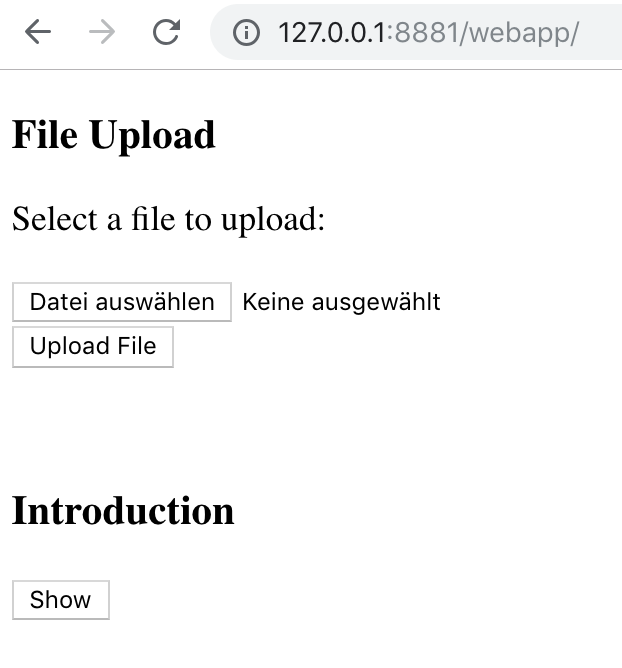 127.0.0.1:8881/webapp/
File Upload
Select a file to upload:
Datei auswählen Keine ausgewählt
Upload File
Introduction
Show